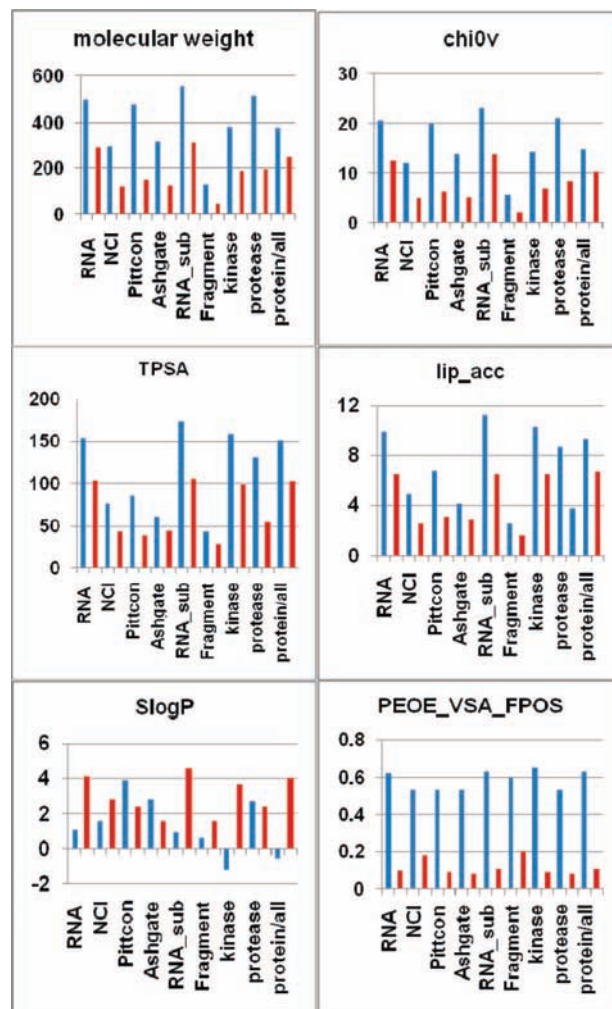 molecular weight
600
400
200
0
RNA
NCI
Pittcon
Ashgate
RNA_sub
Fragment
kinase
protease
protein/all
chi0v
30
20
10
0
RNA
NCI
Pittcon
Ashgate
RNA_sub
Fragment
kinase
protease
protein/all
TPSA
200
150
100
50
0
RNA
NCI
Pittcon
Ashgate
RNA_sub
Fragment
kinase
protease
protein/all
lip_acc
12
8
4
0
RNA
NCI
Pittcon
Ashgate
RNA_sub
Fragment
kinase
protease
protein/all
SlogP
6
4
2
0
-2
RNA
NCI
Pittcon
Ashgate
RNA_sub
Fragment
kinase
protease
protein/all
PEOE_VSA_FPOS
0.8
0.6
0.4
0.2
0
RNA
NCI
Pittcon
Ashgate
RNA_sub
Fragment
kinase
protease
protein/all